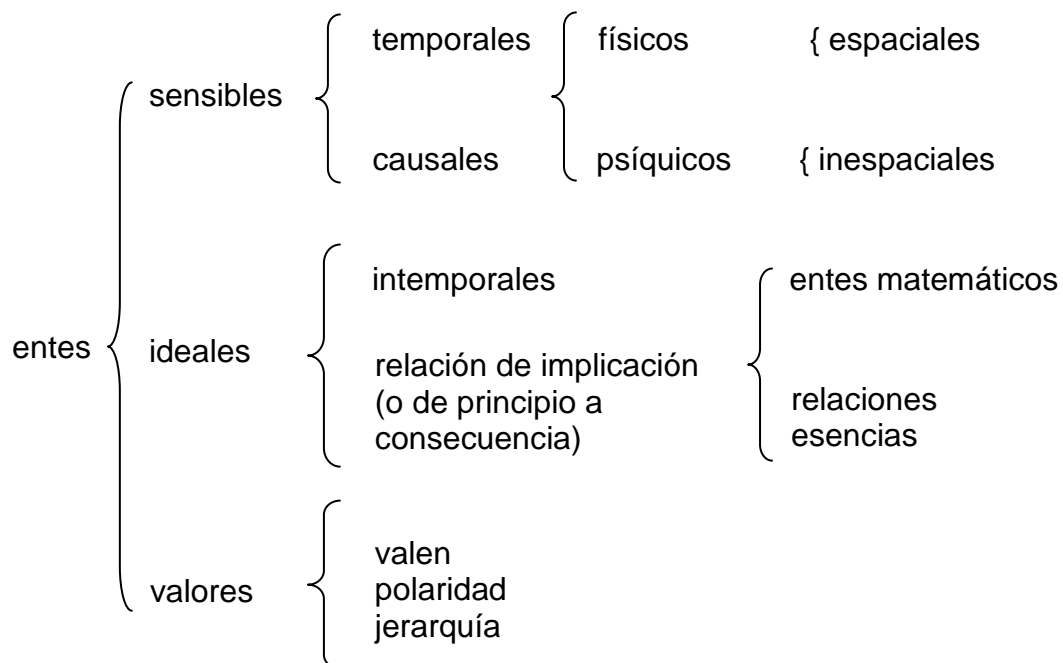 temporales físicos { espaciales
sensibles
causales psíquicos { inespaciales
intemporales entes matemáticos
entes ideales relación de implicación
(o de principio a relaciones
consecuencia) esencias
valen
valores polaridad
jerarquía